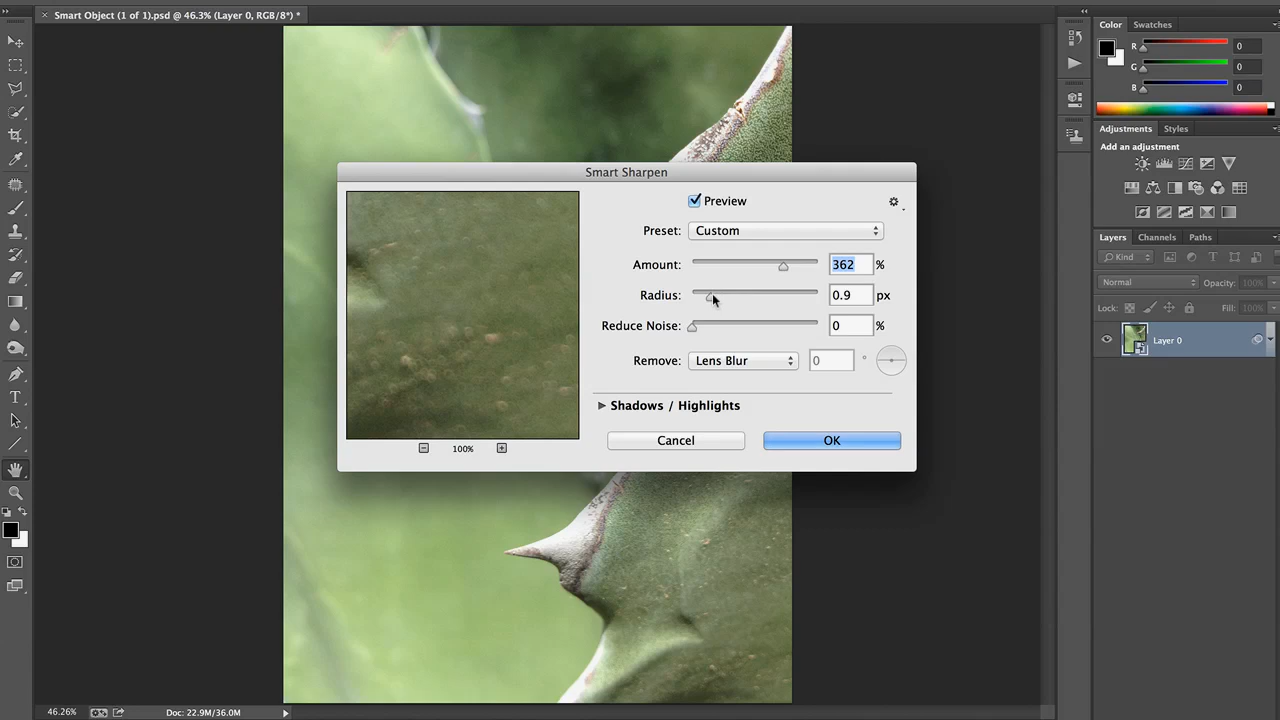 Smart Object (1 of 1).psd @ 46.3% (Layer 0, RGB/8*) *
Color Swatches
R 0
G 0
B 0
Adjustments Styles
Add an adjustment
Layers Channels Paths
Kind
Normal Opacity: 100%
Lock: Fill: 100%
Layer 0
Smart Sharpen
Preview
Preset: Custom
Amount: 362 %
Radius: 0.9 px
Reduce Noise: 0 %
Remove: Lens Blur 0 °
Shadows / Highlights
100%
Cancel OK
46.26% Doc: 22.9M/36.0M